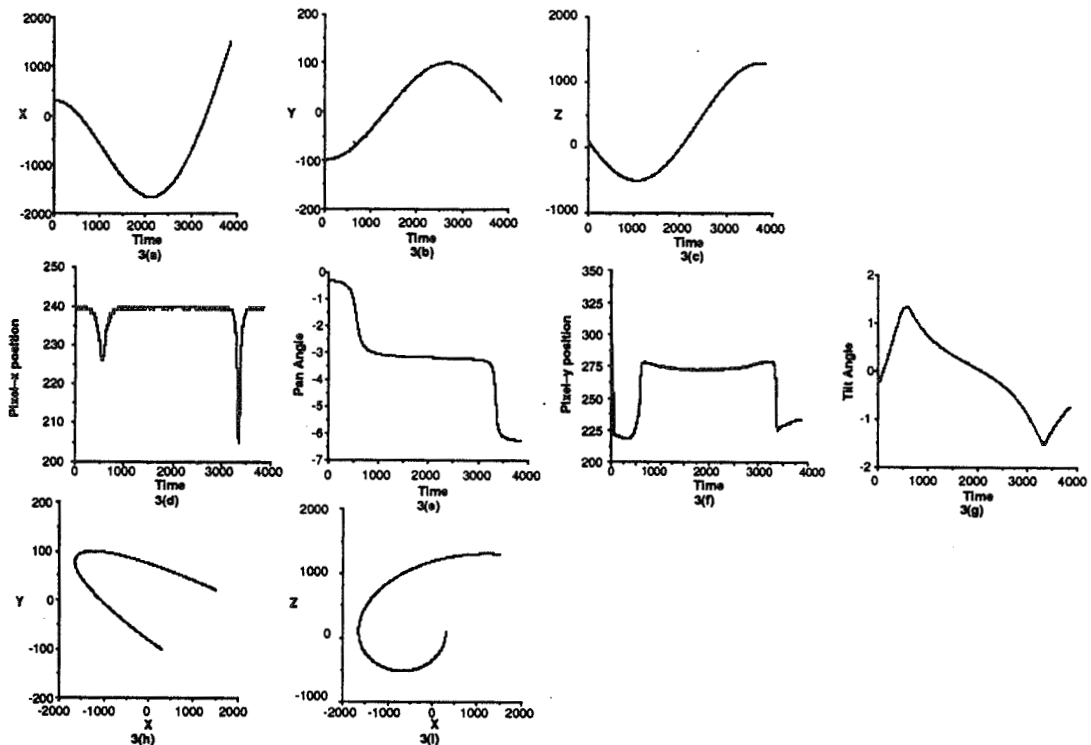 2000
1000
X
0
-1000
-2000
0 1000 2000 3000 4000
Time
3(a)
200
100
Y
0
-100
-200
0 1000 2000 3000 4000
Time
3(b)
2000
1000
Z
0
-1000
0 1000 2000 3000 4000
Time
3(c)
250
240
230
220
210
200
Pixel-x position
0 1000 2000 3000 4000
Time
3(d)
0
-1
-2
-3
-4
-5
-6
-7
Pan Angle
0 1000 2000 3000 4000
Time
3(e)
350
325
300
275
250
225
200
Pixel-y position
0 1000 2000 3000 4000
Time
3(f)
2
1
0
-1
-2
Tilt Angle
0 1000 2000 3000 4000
Time
3(g)
200
100
Y
0
-100
-200
-2000 -1000 0 1000 2000
X
3(h)
2000
1000
Z
0
-1000
-2000 -1000 0 1000 2000
X
3(i)